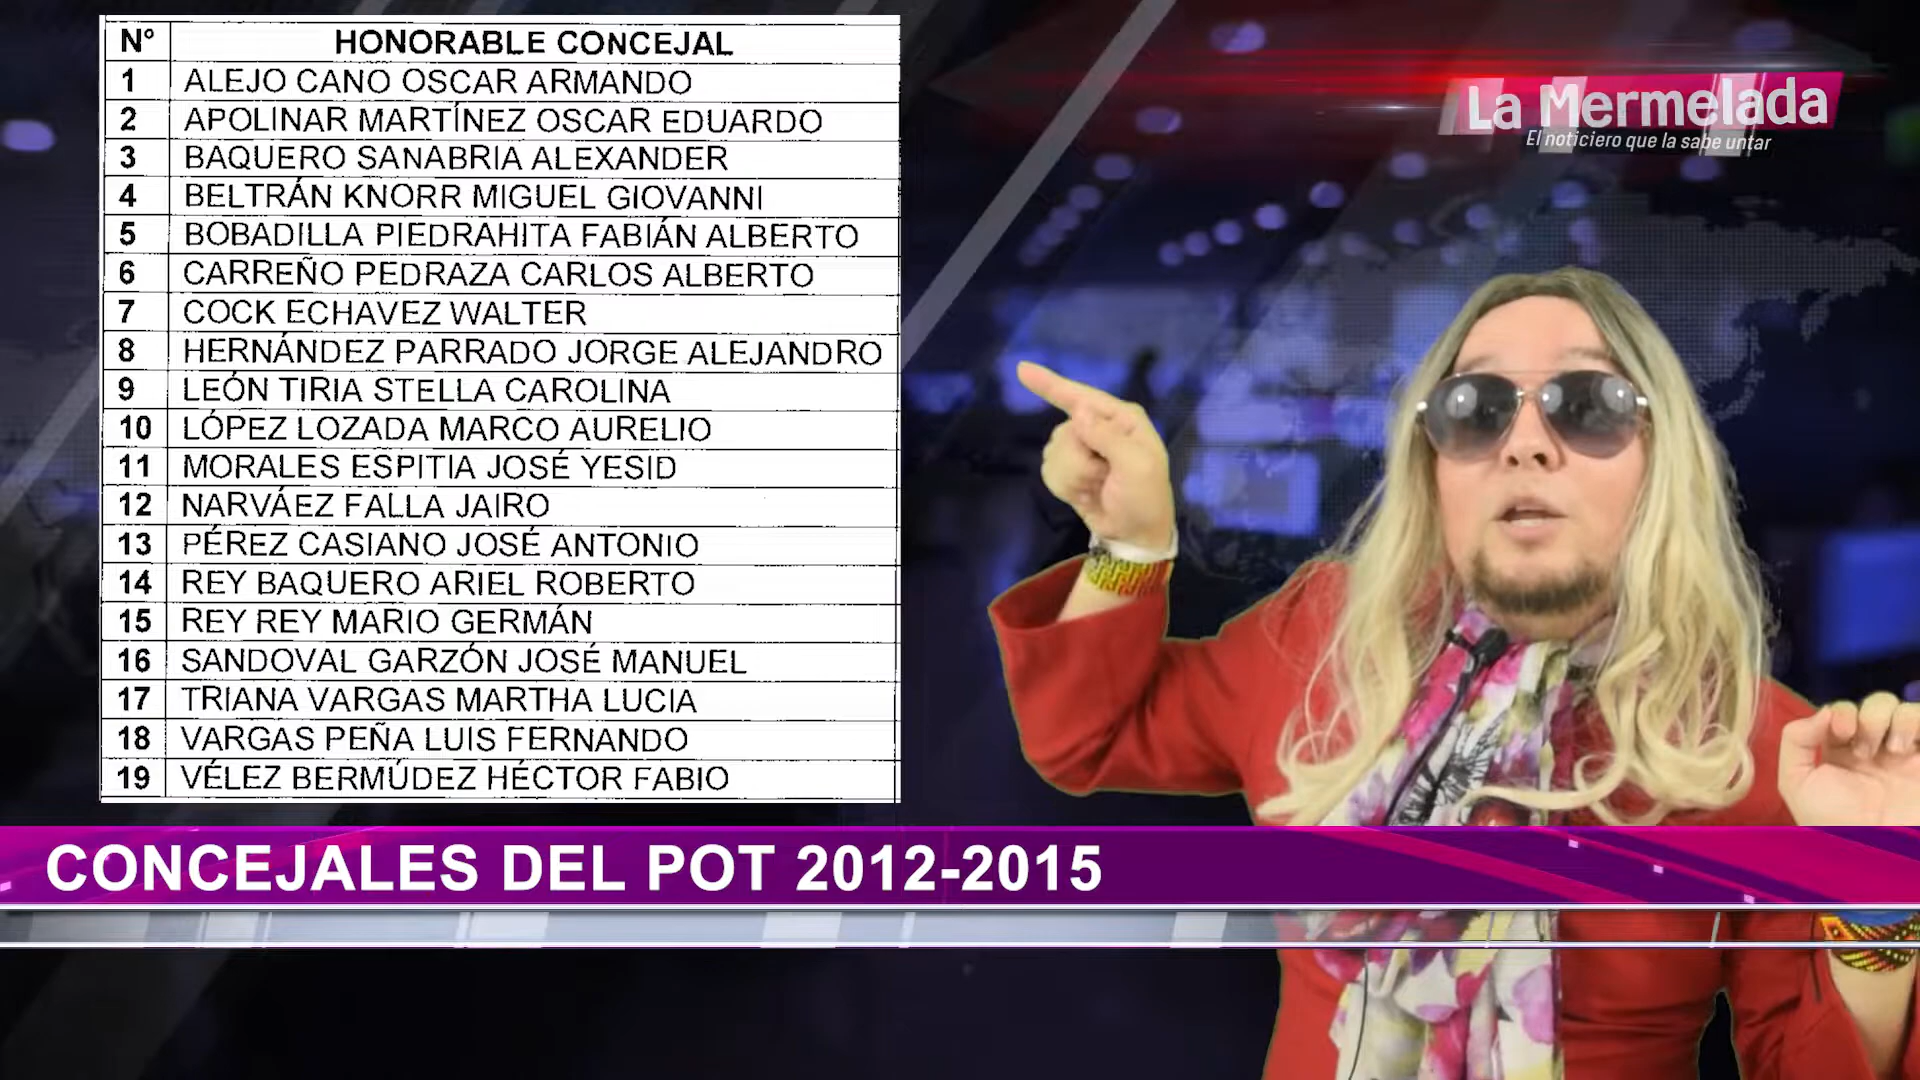 N° HONORABLE CONCEJAL
1 ALEJO CANO OSCAR ARMANDO
2 APOLINAR MARTÍNEZ OSCAR EDUARDO
3 BAQUERO SANABRIA ALEXANDER
4 BELTRÁN KNORR MIGUEL GIOVANNI
5 BOBADILLA PIEDRAHITA FABIÁN ALBERTO
6 CARREÑO PEDRAZA CARLOS ALBERTO
7 COCK ECHAVEZ WALTER
8 HERNÁNDEZ PARRADO JORGE ALEJANDRO
9 LEÓN TIRIA STELLA CAROLINA
10 LÓPEZ LOZADA MARCO AURELIO
11 MORALES ESPITIA JOSÉ YESID
12 NARVÁEZ FALLA JAIRO
13 PÉREZ CASIANO JOSÉ ANTONIO
14 REY BAQUERO ARIEL ROBERTO
15 REY REY MARIO GERMÁN
16 SANDOVAL GARZÓN JOSÉ MANUEL
17 TRIANA VARGAS MARTHA LUCIA
18 VARGAS PEÑA LUIS FERNANDO
19 VÉLEZ BERMÚDEZ HÉCTOR FABIO
La Mermelada
El noticiero que la sabe untar
CONCEJALES DEL POT 2012-2015